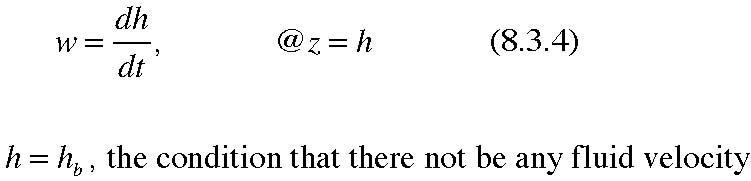 w = dh/dt, @ z = h (8.3.4)
h = h_b, the condition that there not be any fluid velocity